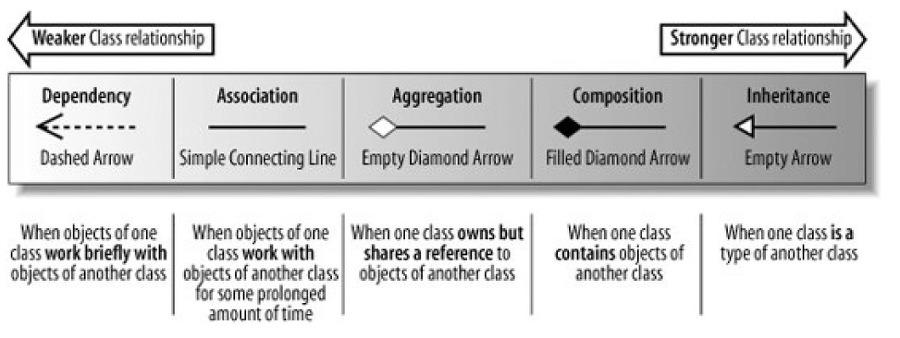 Weaker Class relationship
Stronger Class relationship
Dependency
Dashed Arrow
Association
Simple Connecting Line
Aggregation
Empty Diamond Arrow
Composition
Filled Diamond Arrow
Inheritance
Empty Arrow
When objects of one
class work briefly with
objects of another class
When objects of one
class work with
objects of another class
for some prolonged
amount of time
When one class owns but
shares a reference to
objects of another class
When one class
contains objects of
another class
When one class is a
type of another class